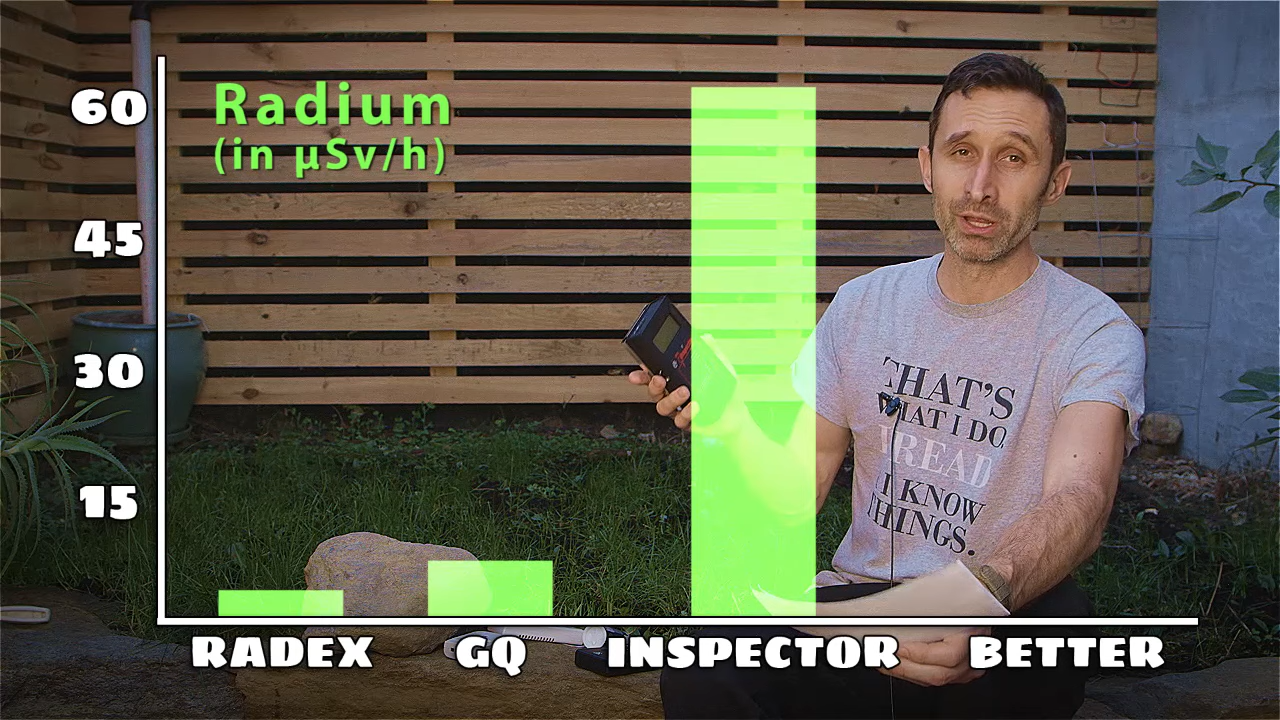 Radium
(in µSv/h)
60
45
30
15
RADEX
GQ
INSPECTOR
BETTER
THAT'S
WHAT I DO
I READ
I KNOW
THINGS.